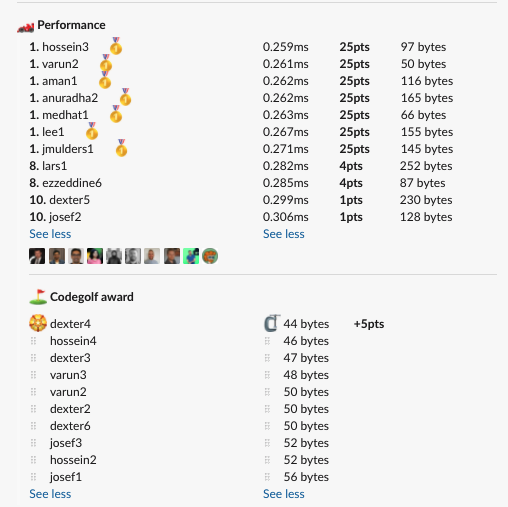 Performance
1. hossein3 0.259ms 25pts 97 bytes
1. varun2 0.261ms 25pts 50 bytes
1. aman1 0.262ms 25pts 116 bytes
1. anuradha2 0.262ms 25pts 165 bytes
1. medhat1 0.263ms 25pts 66 bytes
1. lee1 0.267ms 25pts 155 bytes
1. jmulders1 0.271ms 25pts 145 bytes
8. lars1 0.282ms 4pts 252 bytes
8. ezzeddine6 0.285ms 4pts 87 bytes
10. dexter5 0.299ms 1pts 230 bytes
10. josef2 0.306ms 1pts 128 bytes
See less See less
Codegolf award
dexter4 44 bytes +5pts
hossein4 46 bytes
dexter3 47 bytes
varun3 48 bytes
varun2 50 bytes
dexter2 50 bytes
dexter6 50 bytes
josef3 52 bytes
hossein2 52 bytes
josef1 56 bytes
See less See less